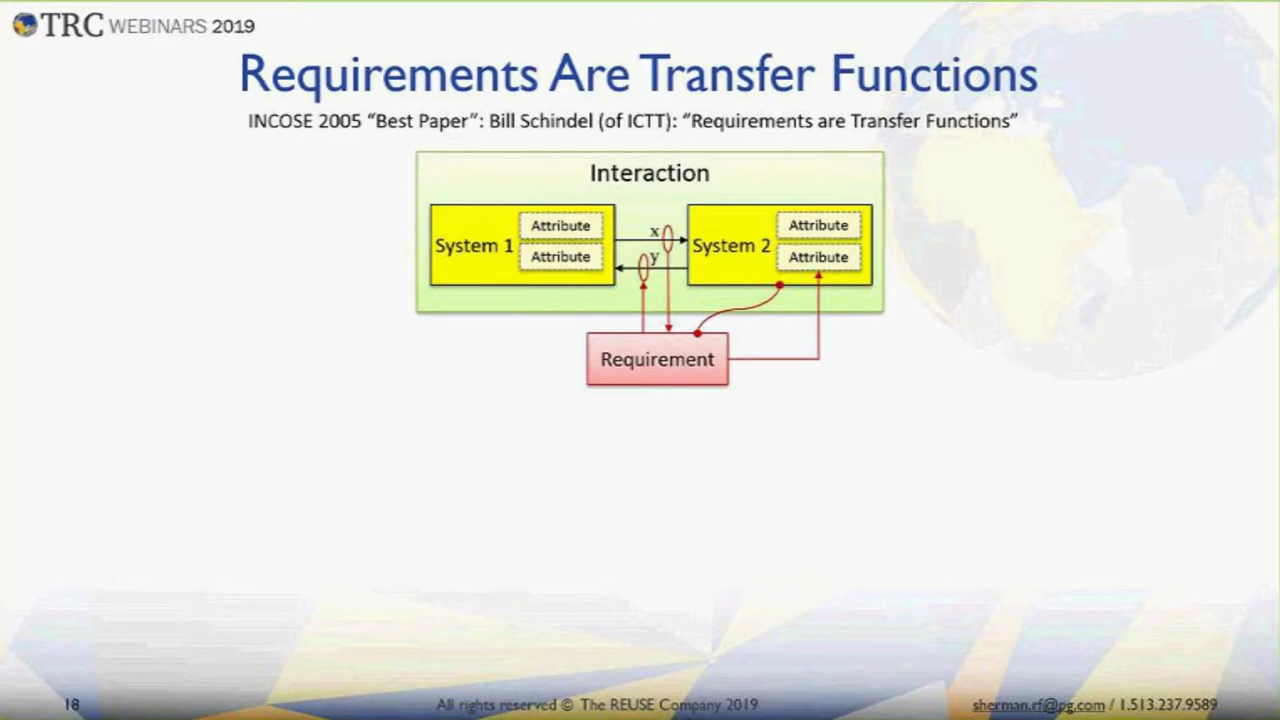 TRC WEBINARS 2019
Requirements Are Transfer Functions
INCOSE 2005 “Best Paper”: Bill Schindel (of ICTT): “Requirements are Transfer Functions”
Interaction
System 1
Attribute
Attribute
x
y
System 2
Attribute
Attribute
Requirement
18
All rights reserved © The REUSE Company 2019
sherman.rf@pg.com / 1.513.237.9589